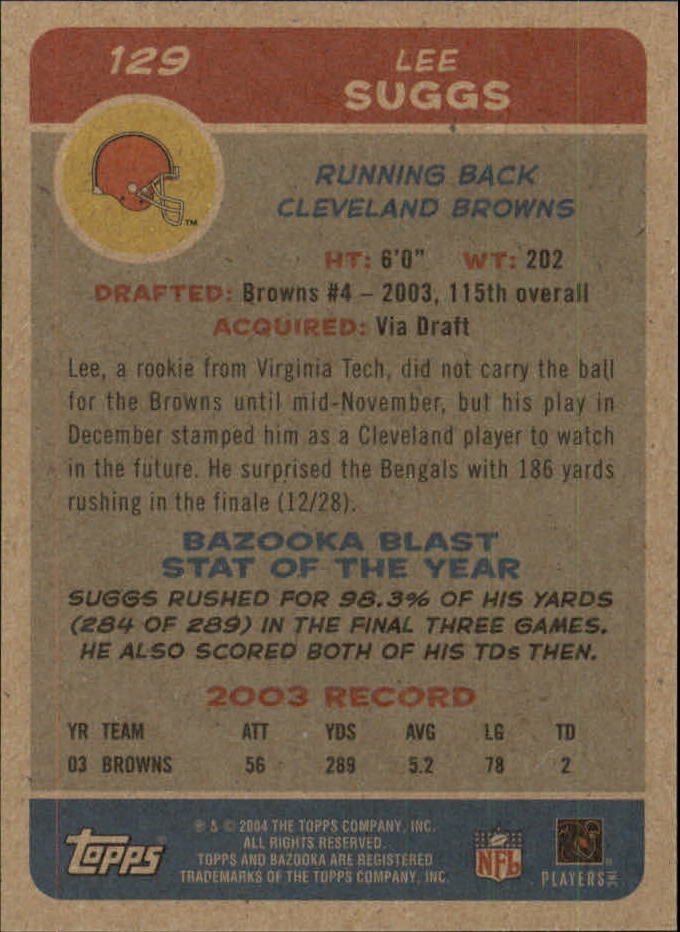 129
LEE
SUGGS
RUNNING BACK
CLEVELAND BROWNS
TM
HT: 6'0" WT: 202
DRAFTED: Browns #4 – 2003, 115th overall
ACQUIRED: Via Draft
Lee, a rookie from Virginia Tech, did not carry the ball
for the Browns until mid-November, but his play in
December stamped him as a Cleveland player to watch
in the future. He surprised the Bengals with 186 yards
rushing in the finale (12/28).
BAZOOKA BLAST
STAT OF THE YEAR
SUGGS RUSHED FOR 98.3% OF HIS YARDS
(284 OF 289) IN THE FINAL THREE GAMES.
HE ALSO SCORED BOTH OF HIS TDs THEN.
2003 RECORD
YR TEAM ATT YDS AVG LG TD
03 BROWNS 56 289 5.2 78 2
topps
® & © 2004 THE TOPPS COMPANY, INC.
ALL RIGHTS RESERVED.
TOPPS AND BAZOOKA ARE REGISTERED
TRADEMARKS OF THE TOPPS COMPANY, INC.
NFL
PLAYERS INC